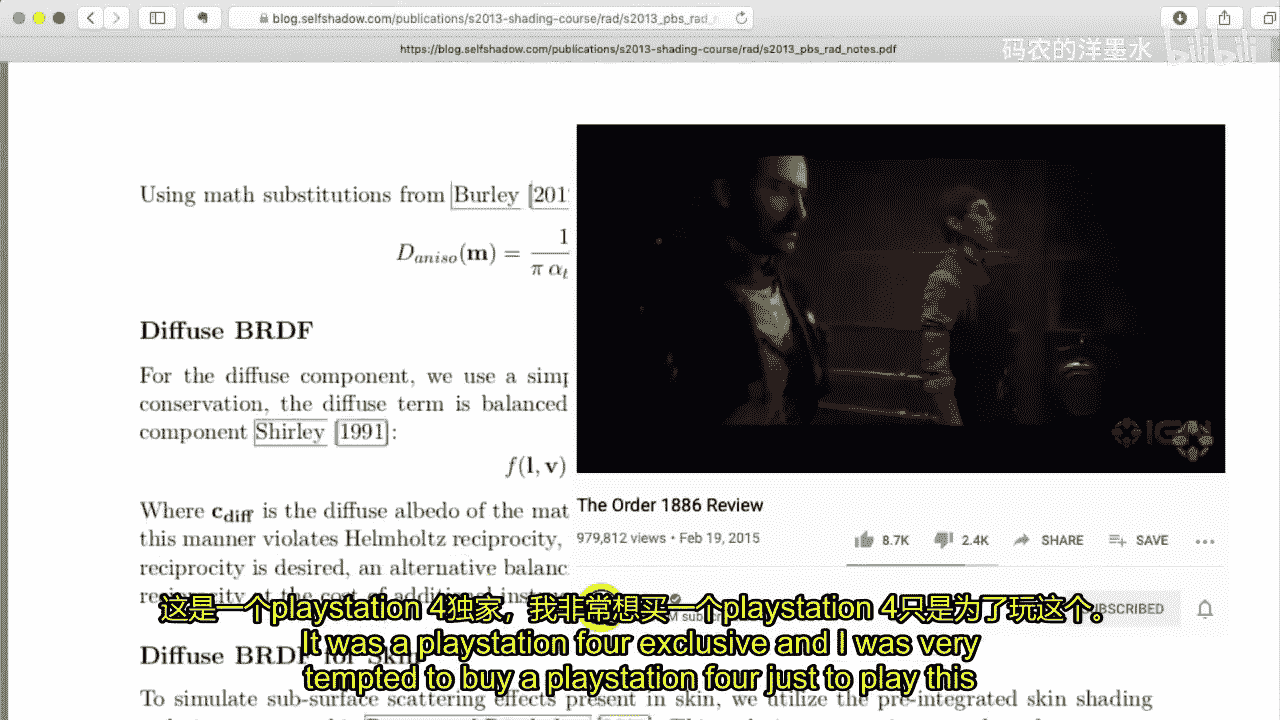 blog.selfshadow.com/publications/s2013-shading-course/rad/s2013_pbs_rad_n
https://blog.selfshadow.com/publications/s2013-shading-course/rad/s2013_pbs_rad_notes.pdf
码农的洋墨水 bilibili
Using math substitutions from Burley [201
D_aniso(m) = 1
π α_t
Diffuse BRDF
For the diffuse component, we use a simp
conservation, the diffuse term is balanced
component Shirley [1991]:
f(l, v)
Where c_diff is the diffuse albedo of the mat
this manner violates Helmholtz reciprocity,
reciprocity is desired, an alternative balanc
IGN
The Order 1886 Review
979,812 views • Feb 19, 2015
8.7K 2.4K SHARE SAVE
UBSCRIBED
这是一个playstation 4独家，我非常想买一个playstation 4只是为了玩这个。
It was a playstation four exclusive and I was very
tempted to buy a playstation four just to play this
Diffuse BRDF for Skin
To simulate sub-surface scattering effects present in skin, we utilize the pre-integrated skin shading